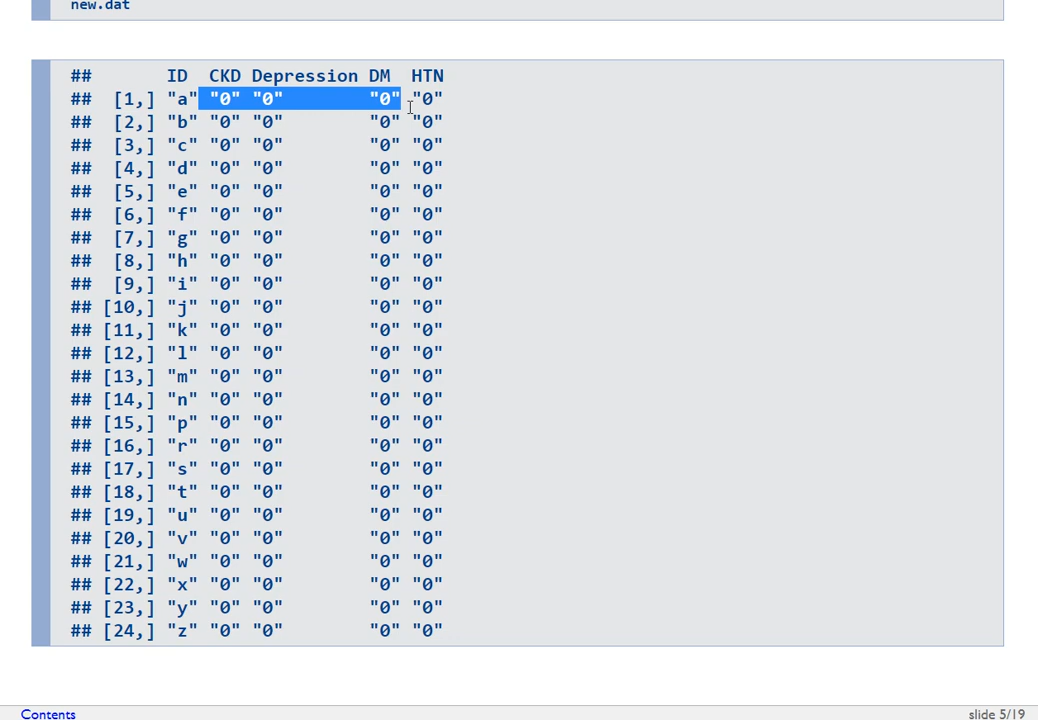 new.dat
##       ID  CKD Depression DM  HTN
##  [1,] "a" "0" "0"        "0" "0"
##  [2,] "b" "0" "0"        "0" "0"
##  [3,] "c" "0" "0"        "0" "0"
##  [4,] "d" "0" "0"        "0" "0"
##  [5,] "e" "0" "0"        "0" "0"
##  [6,] "f" "0" "0"        "0" "0"
##  [7,] "g" "0" "0"        "0" "0"
##  [8,] "h" "0" "0"        "0" "0"
##  [9,] "i" "0" "0"        "0" "0"
## [10,] "j" "0" "0"        "0" "0"
## [11,] "k" "0" "0"        "0" "0"
## [12,] "l" "0" "0"        "0" "0"
## [13,] "m" "0" "0"        "0" "0"
## [14,] "n" "0" "0"        "0" "0"
## [15,] "p" "0" "0"        "0" "0"
## [16,] "r" "0" "0"        "0" "0"
## [17,] "s" "0" "0"        "0" "0"
## [18,] "t" "0" "0"        "0" "0"
## [19,] "u" "0" "0"        "0" "0"
## [20,] "v" "0" "0"        "0" "0"
## [21,] "w" "0" "0"        "0" "0"
## [22,] "x" "0" "0"        "0" "0"
## [23,] "y" "0" "0"        "0" "0"
## [24,] "z" "0" "0"        "0" "0"
Contents
slide 5/19